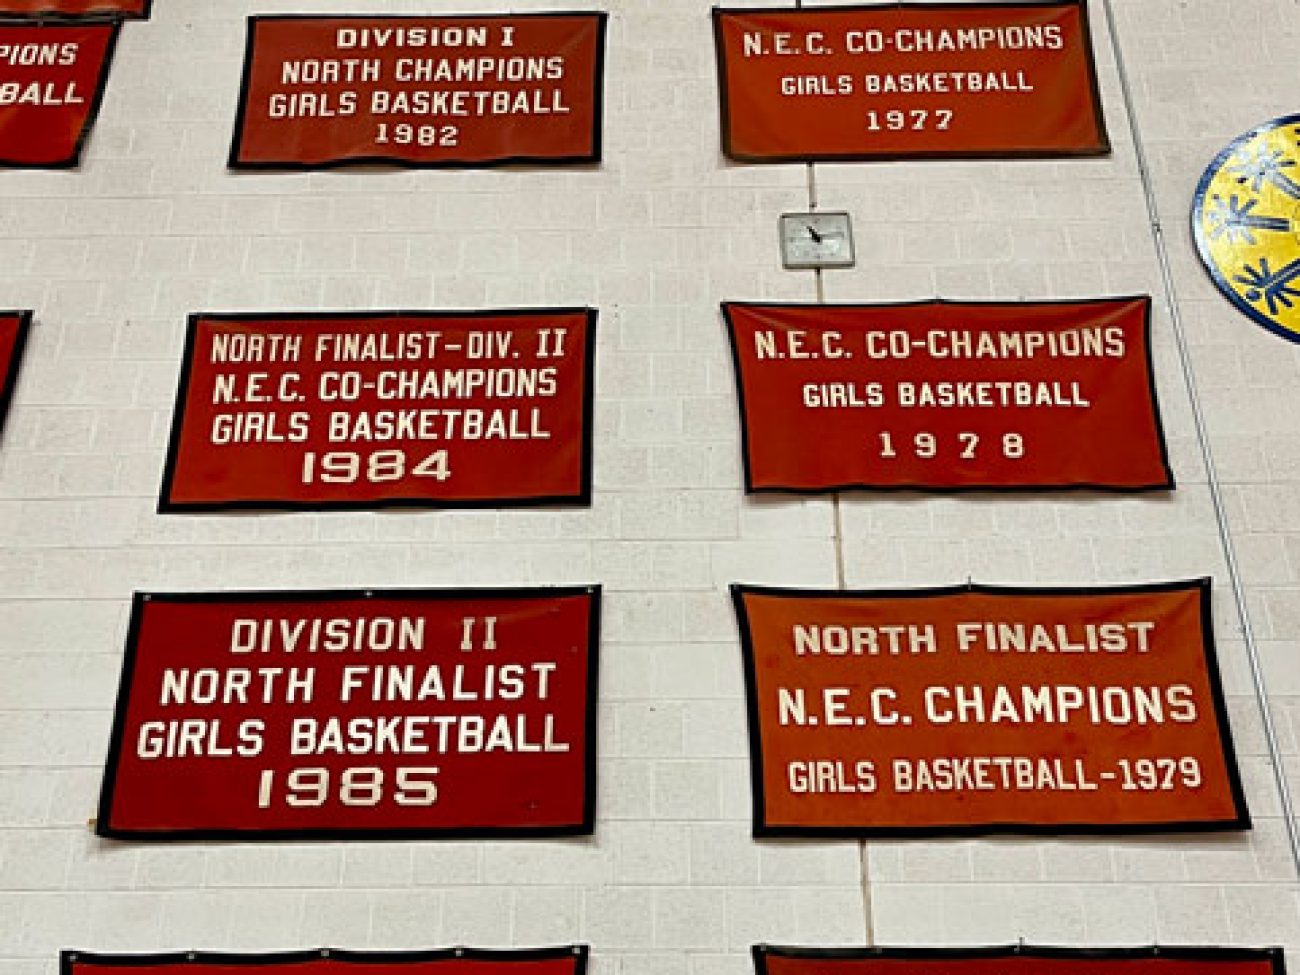 PIONS
BALL
DIVISION I
NORTH CHAMPIONS
GIRLS BASKETBALL
1982
N.E.C. CO-CHAMPIONS
GIRLS BASKETBALL
1977
NORTH FINALIST-DIV. II
N.E.C. CO-CHAMPIONS
GIRLS BASKETBALL
1984
N.E.C. CO-CHAMPIONS
GIRLS BASKETBALL
1978
DIVISION II
NORTH FINALIST
GIRLS BASKETBALL
1985
NORTH FINALIST
N.E.C. CHAMPIONS
GIRLS BASKETBALL-1979